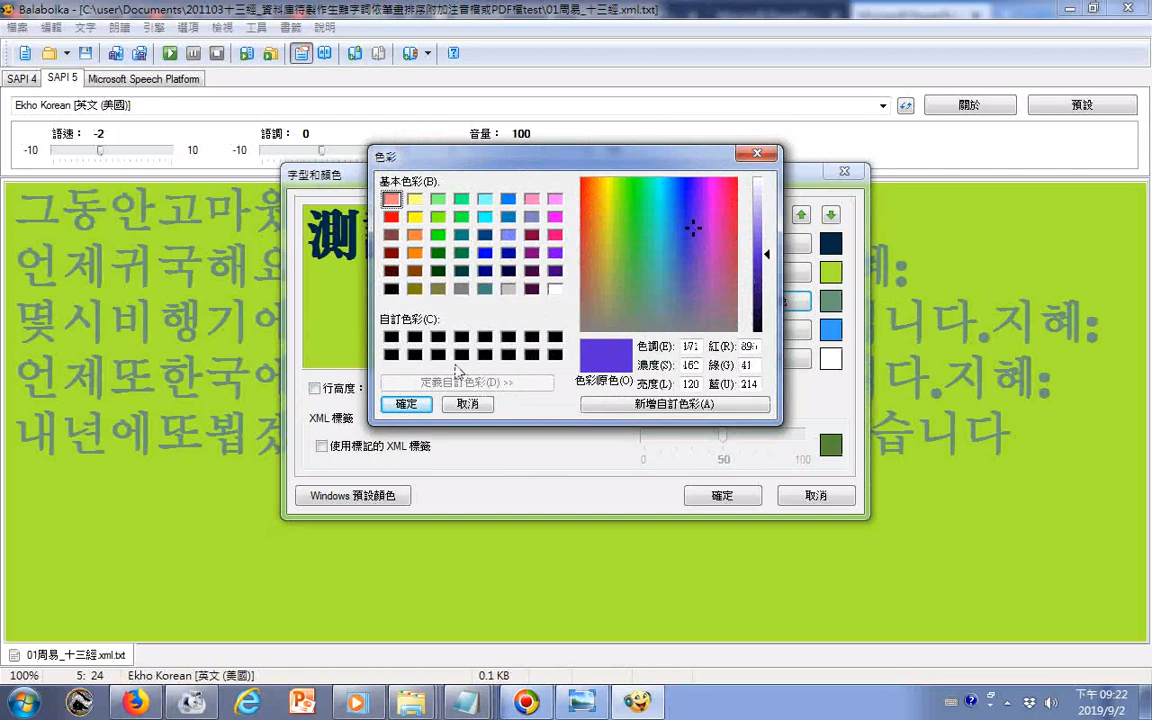 Balabolka - [C:\user\Documents\201103十三經_資料庫待製作生難字詞依筆畫排序附加注音檔或PDF檔test\01周易_十三經.xml.txt]
檔案 編輯 文字 朗讀 引擎 選項 檢視 工具 書籤 說明
SAPI 4 SAPI 5 Microsoft Speech Platform
Ekho Korean [英文 (美國)] 關於 預設
語速： -2 語調： 0 音量： 100
-10 10 -10
字型和顏色
色彩
基本色彩(B).
自訂色彩(C):
定義自訂色彩(D) >>
確定 取消
色彩|原色(O)
色調(E): 171 紅(R):
濃度(S): 162 綠(G): 41
亮度(L): 120 藍(U): 214
新增自訂色彩(A)
測
그동안고마웠
언제귀국해요
몇시비행기에 니다.지혜:
언제또한국에 다.지혜:
내년에또뵙겠 습니다
行高度：
XML 標籤
使用標記的 XML 標籤
0 50 100
Windows 預設顏色 確定 取消
01周易_十三經.xml.txt
100% 5: 24 Ekho Korean [英文 (美國)] 0.1 KB
下午 09:22
2019/9/2